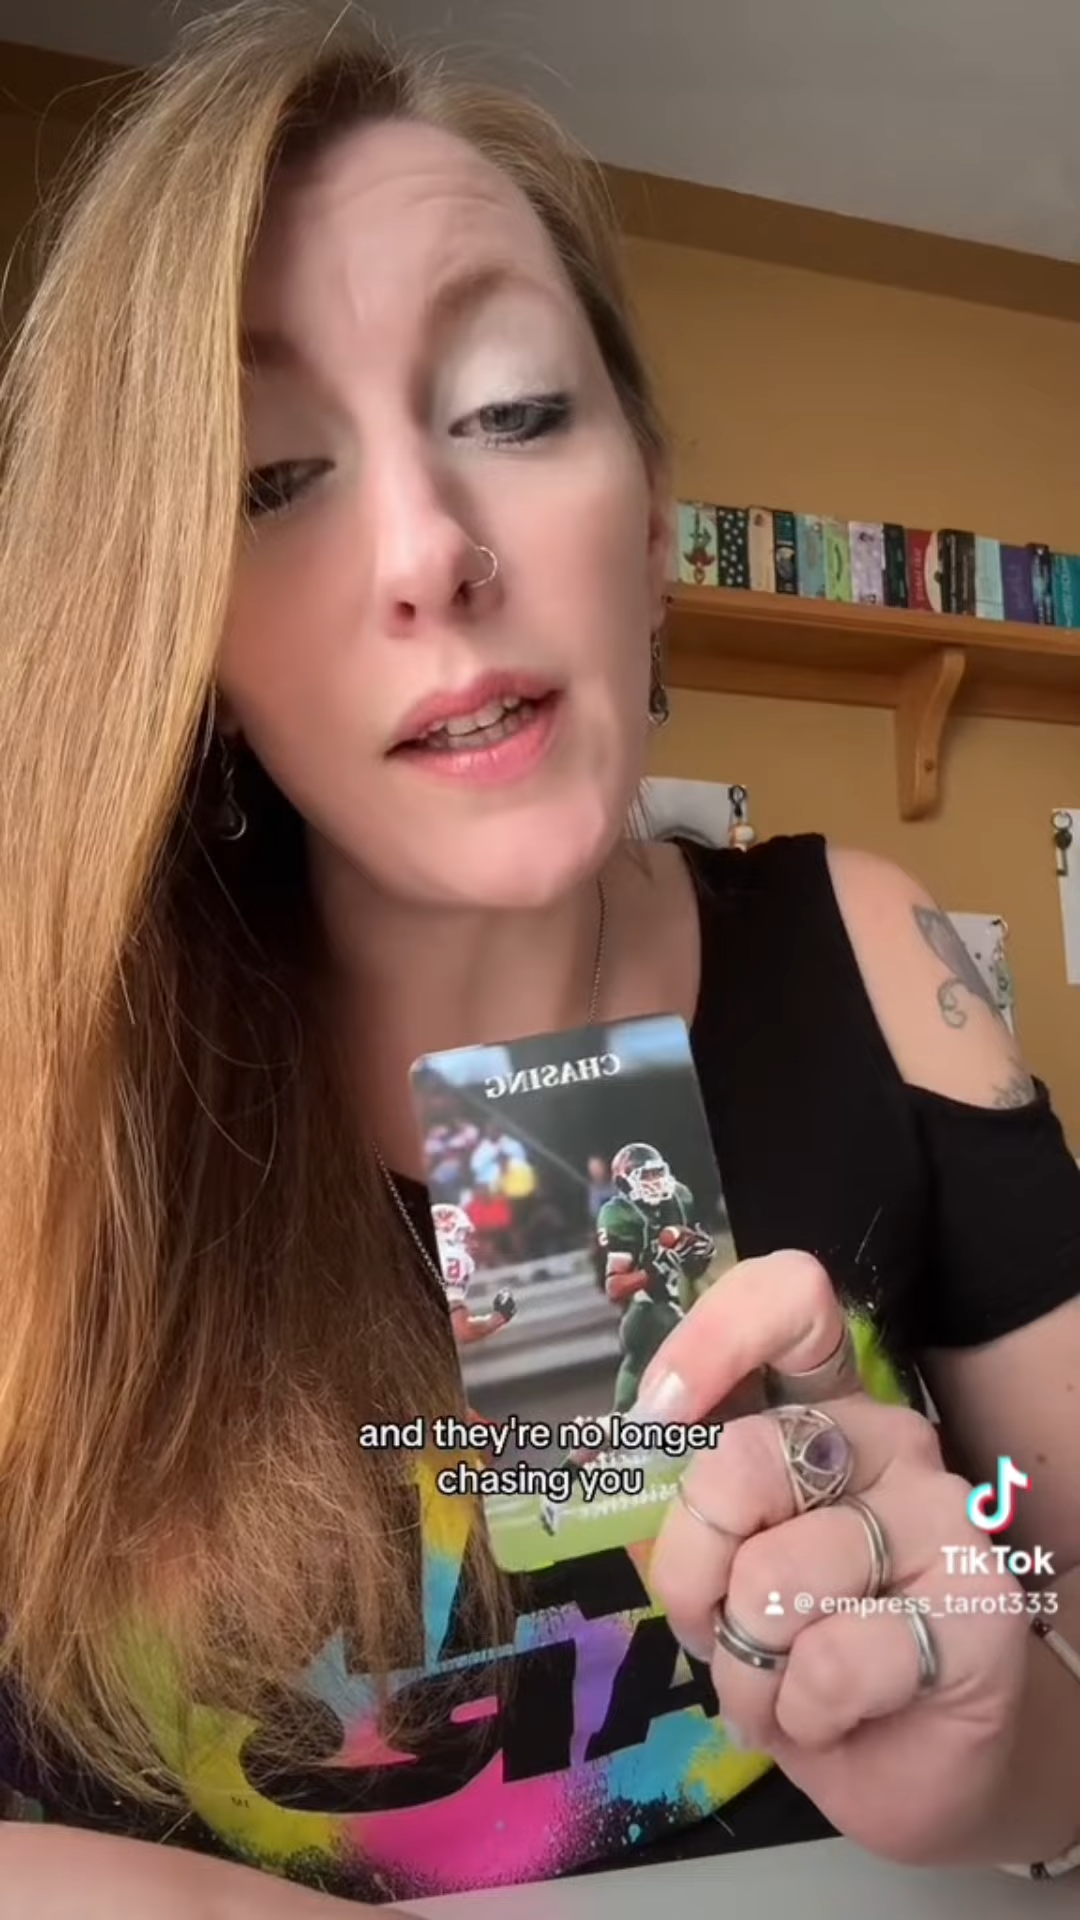 CHASING
and they're no longer
chasing you
TikTok
@empress_tarot333